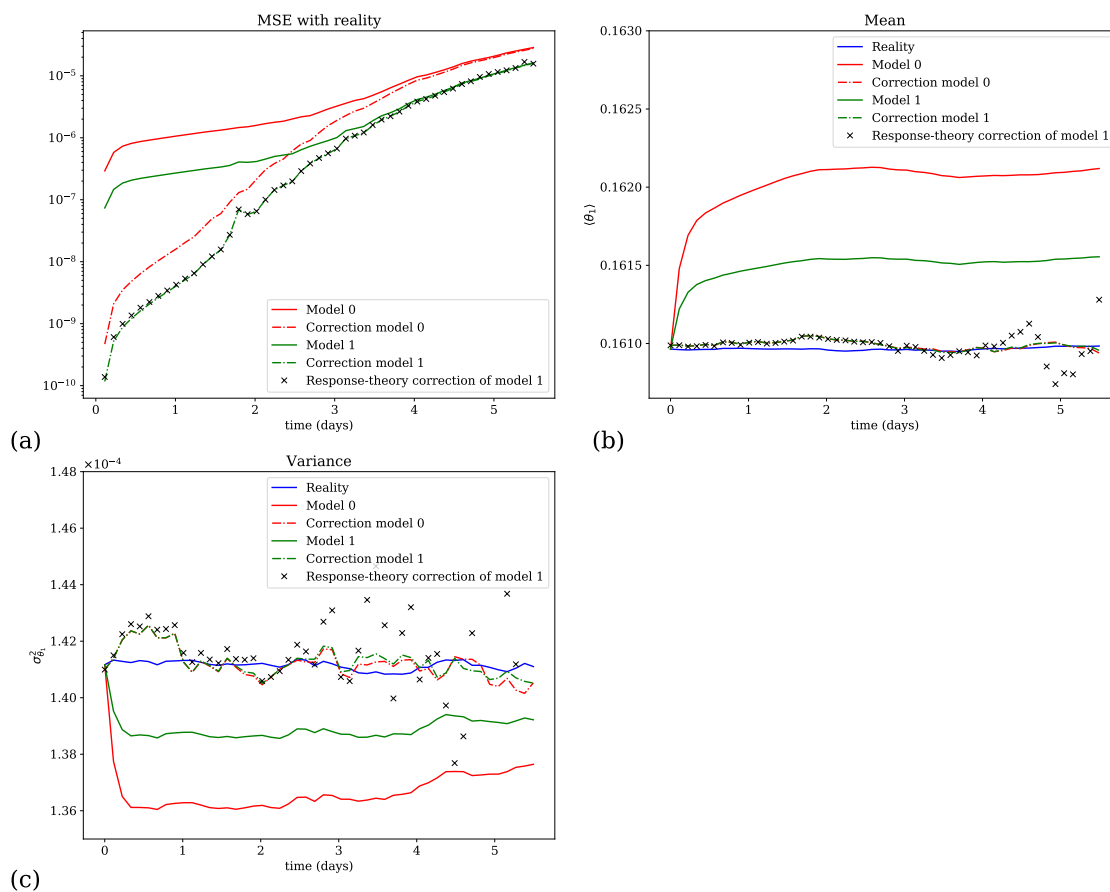 MSE with reality
10⁻⁵
10⁻⁶
10⁻⁷
10⁻⁸
10⁻⁹
10⁻¹⁰
Model 0
Correction model 0
Model 1
Correction model 1
Response-theory correction of model 1
0 1 2 3 4 5
time (days)
(a)
Mean
0.1630
0.1625
0.1620
0.1615
0.1610
⟨θ₁⟩
Reality
Model 0
Correction model 0
Model 1
Correction model 1
Response-theory correction of model 1
0 1 2 3 4 5
time (days)
(b)
Variance
×10⁻⁴
1.48
1.46
1.44
1.42
1.40
1.38
1.36
σ²θ₁
Reality
Model 0
Correction model 0
Model 1
Correction model 1
Response-theory correction of model 1
0 1 2 3 4 5
time (days)
(c)